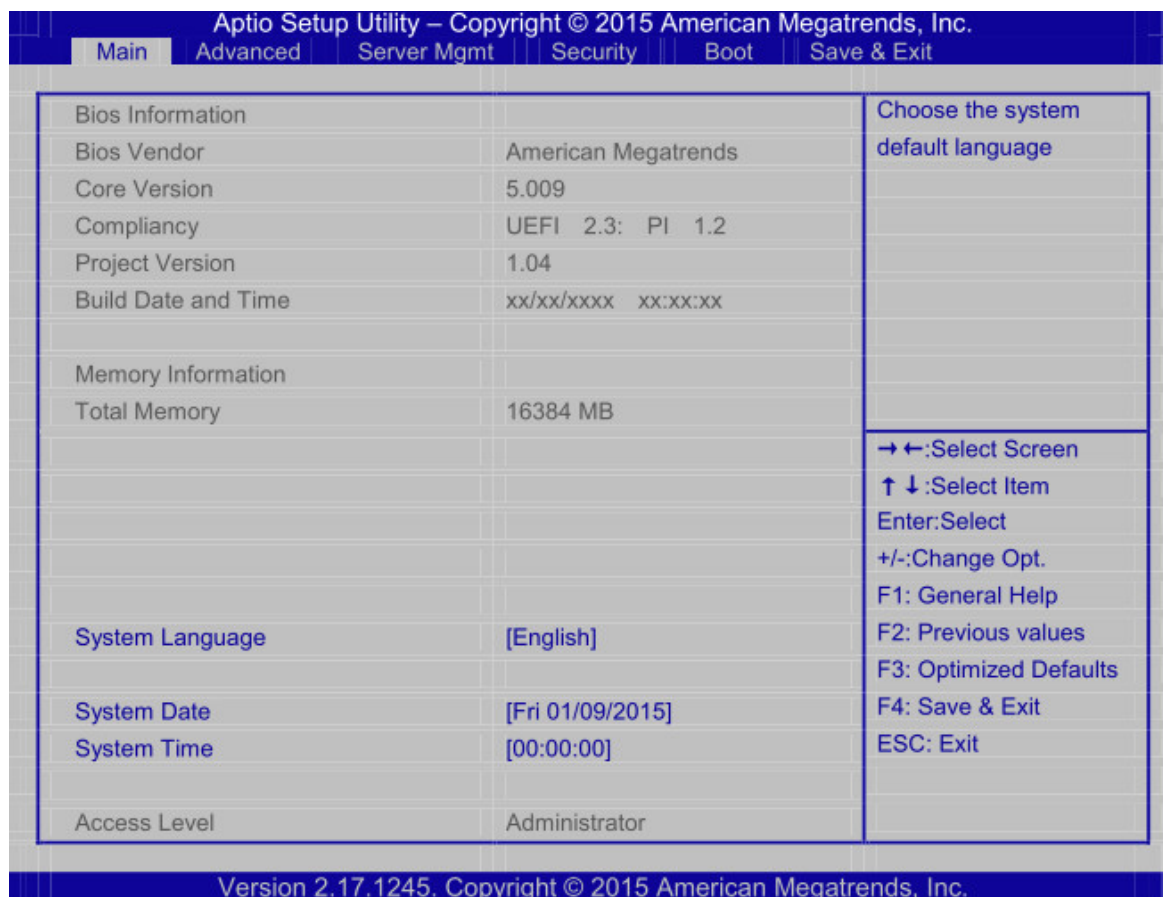 Aptio Setup Utility – Copyright © 2015 American Megatrends, Inc.
Main Advanced Server Mgmt Security Boot Save & Exit
Bios Information
Bios Vendor American Megatrends
Core Version 5.009
Compliancy UEFI 2.3: PI 1.2
Project Version 1.04
Build Date and Time xx/xx/xxxx xx:xx:xx
Memory Information
Total Memory 16384 MB
System Language [English]
System Date [Fri 01/09/2015]
System Time [00:00:00]
Access Level Administrator
Choose the system
default language
→←:Select Screen
↑↓:Select Item
Enter:Select
+/-:Change Opt.
F1: General Help
F2: Previous values
F3: Optimized Defaults
F4: Save & Exit
ESC: Exit
Version 2.17.1245. Copyright © 2015 American Megatrends, Inc.